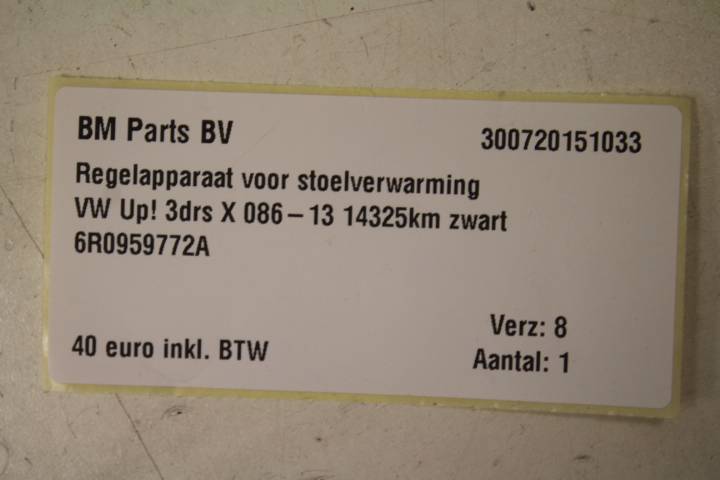 BM Parts BV
300720151033
Regelapparaat voor stoelverwarming
VW Up! 3drs X 086-13 14325km zwart
6R0959772A
Verz: 8
40 euro inkl. BTW
Aantal: 1